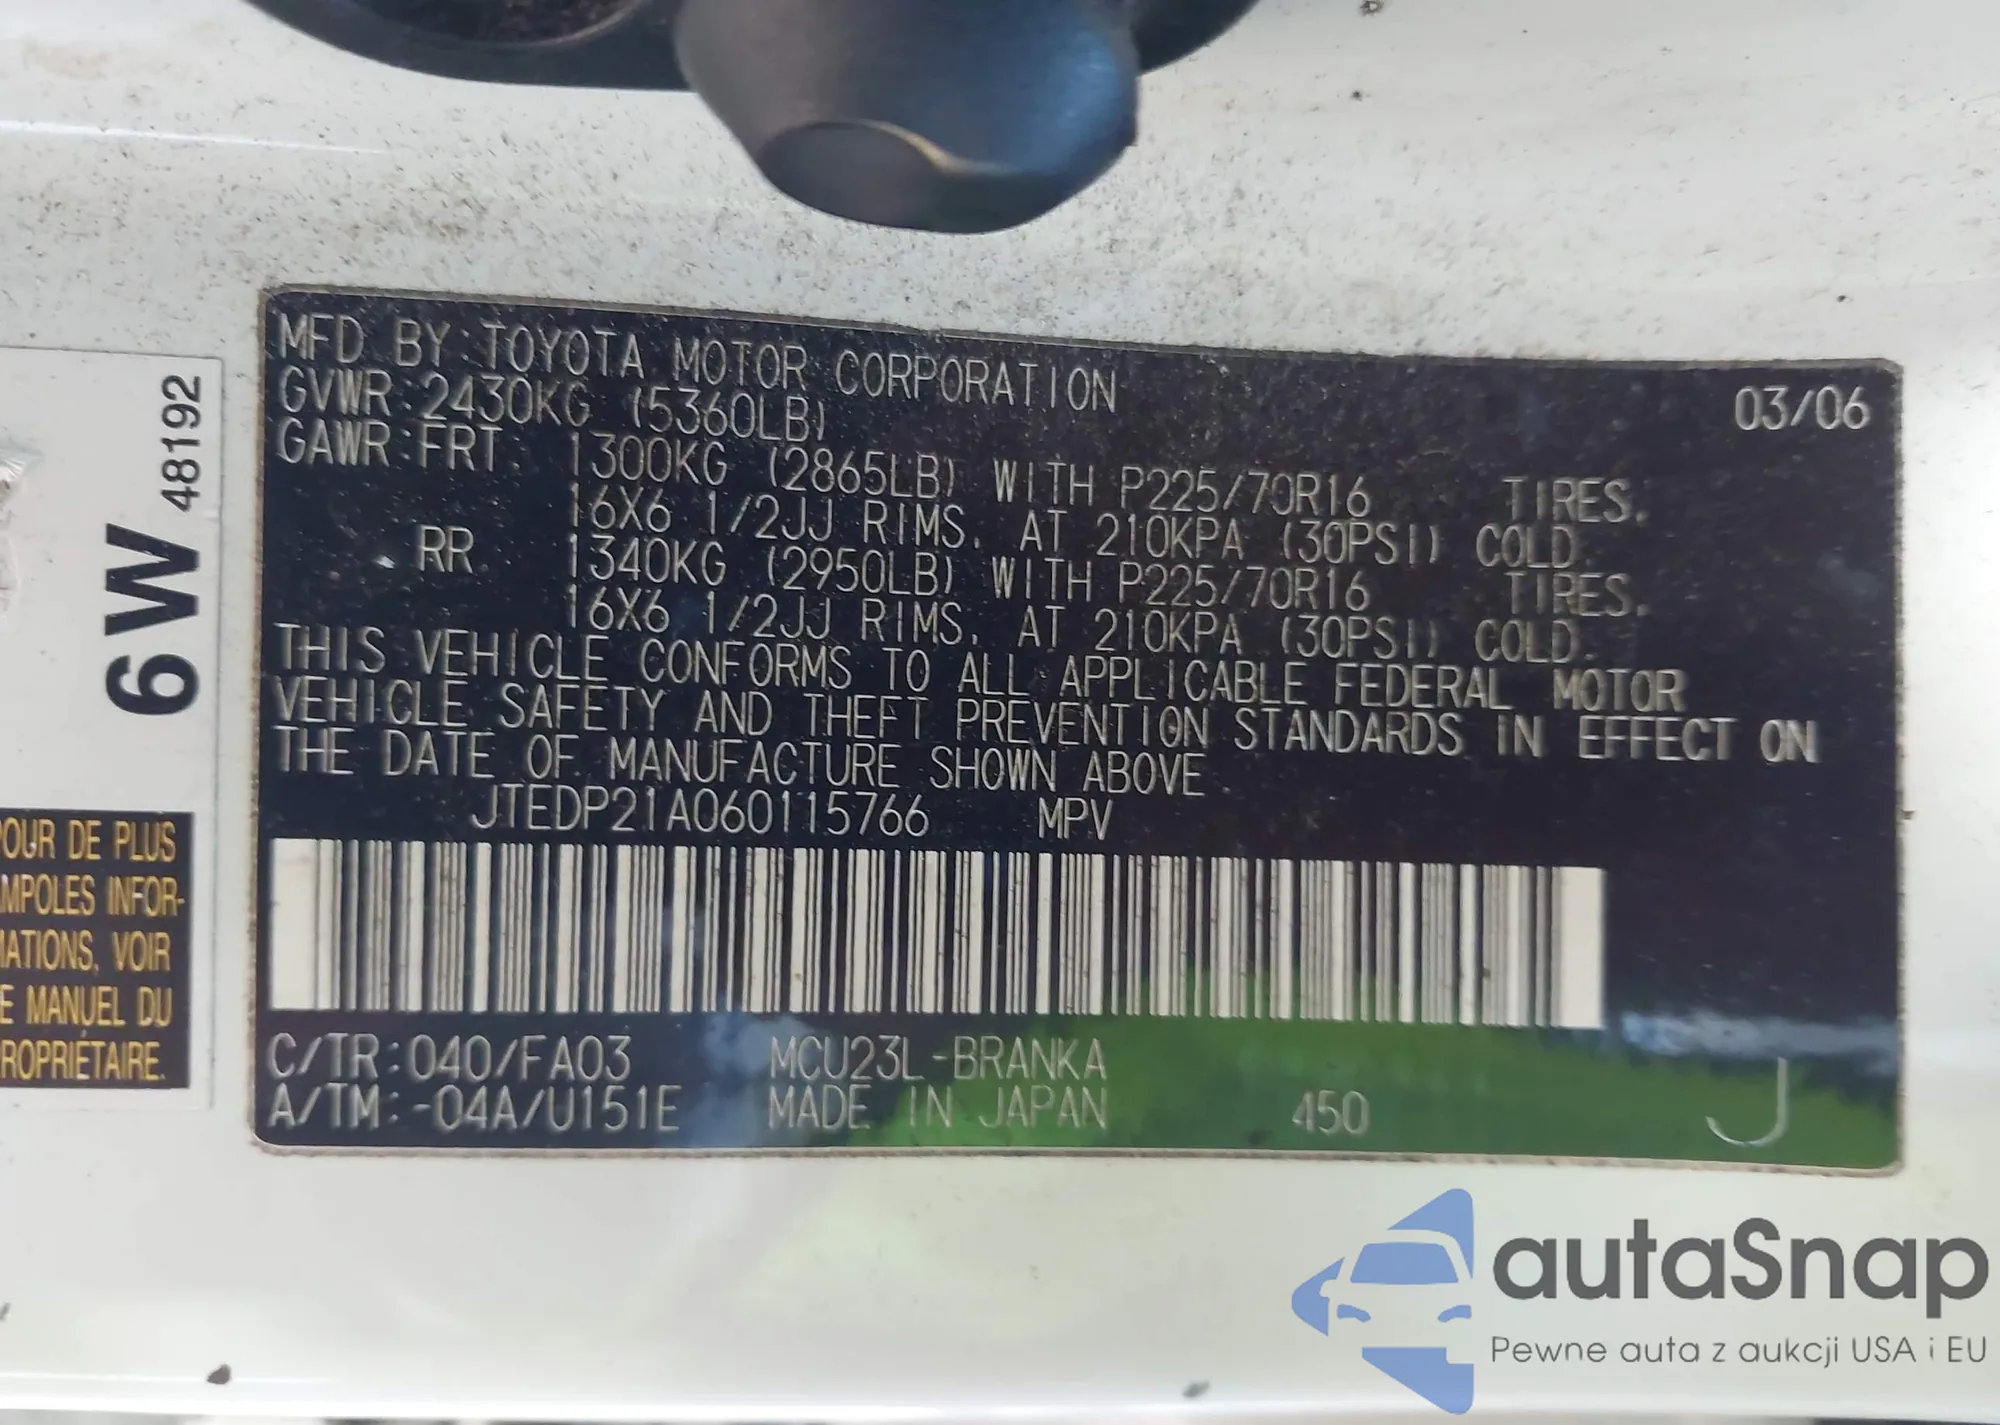 MFD BY:TOYOTA MOTOR CORPORATION 03/06
GVWR:2430KG (5360LB)
GAWR:FRT. 1300KG (2865LB) WITH P225/70R16 TIRES.
16X6 1/2JJ RIMS, AT 210KPA (30PSI) COLD.
RR. 1340KG (2950LB) WITH P225/70R16 TIRES.
16X6 1/2JJ RIMS, AT 210KPA (30PSI) COLD.
THIS VEHICLE CONFORMS TO ALL APPLICABLE FEDERAL MOTOR
VEHICLE SAFETY AND THEFT PREVENTION STANDARDS IN EFFECT ON
THE DATE OF MANUFACTURE SHOWN ABOVE.
JTEDP21A060115766 MPV
C/TR:040/FA03 MCU23L-BRANKA
A/TM:-04A/U151E MADE IN JAPAN 450 J
6W 48192
POUR DE PLUS
AMPOLES INFOR-
MATIONS, VOIR
E MANUEL DU
ROPRIÉTAIRE.
autaSnap
Pewne auta z aukcji USA i EU